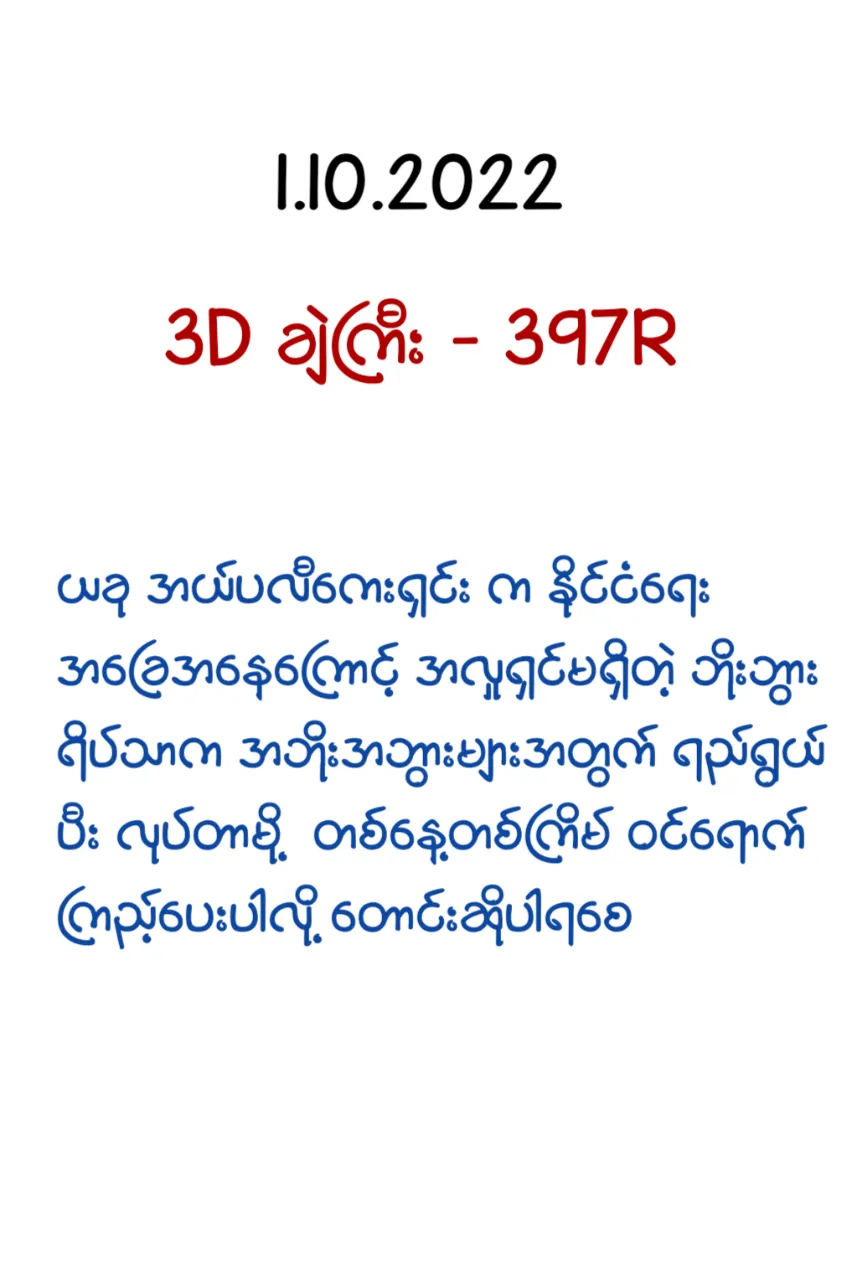 1.10.2022
3D ချဲကြီး - 397R
ယခု အယ်ပလီကေးရှင်း က နိုင်ငံရေး
အခြေအနေကြောင့် အလှူရှင်မရှိတဲ့ ဘိုးဘွား
ရိပ်သာက အဘိုးအဘွားများအတွက် ရည်ရွယ်
ပီး လုပ်တာမို့ တစ်နေ့တစ်ကြိမ် ဝင်ရောက်
ကြည့်ပေးပါလို့ တောင်းဆိုပါရစေ